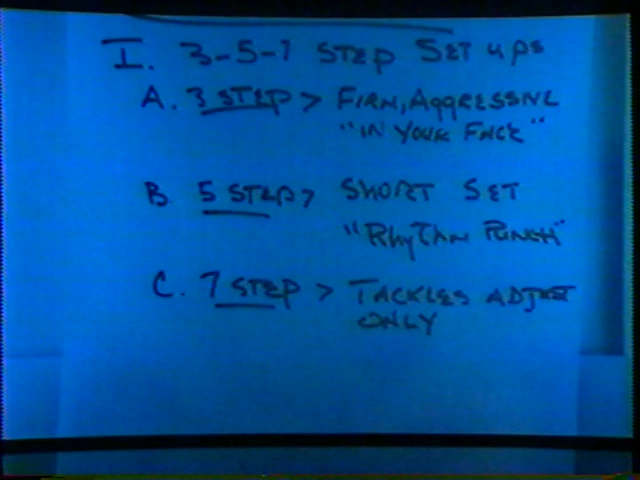 I. 3-5-7 STEP SET UPS
A. 3 STEP > FIRM, AGGRESSIVE
"IN YOUR FACE"
B 5 STEP > SHORT SET
"RhyThm PUNCH"
C. 7 STEP > TACKLES ADJUST
ONLY